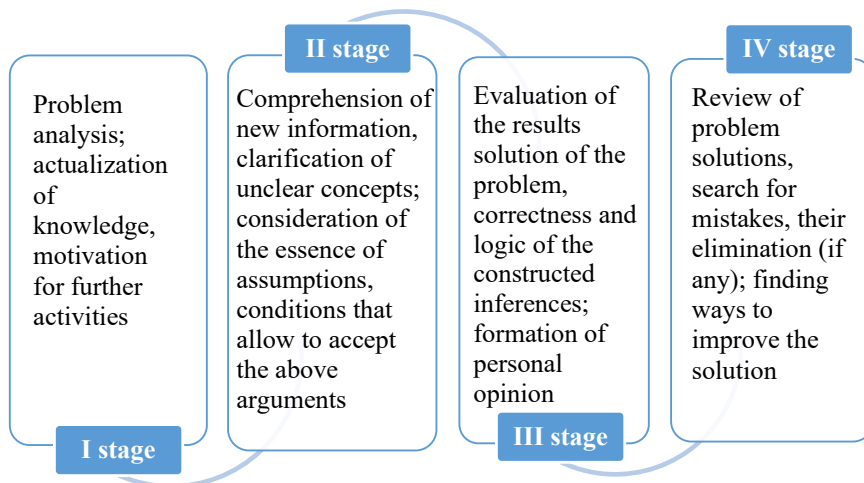 Problem
analysis;
actualization
of
knowledge,
motivation
for further
activities
I stage
II stage
Comprehension of
new information,
clarification of
unclear concepts;
consideration of
the essence of
assumptions,
conditions that
allow to accept
the above
arguments
Evaluation of
the results
solution of the
problem,
correctness and
logic of the
constructed
inferences;
formation of
personal
opinion
III stage
IV stage
Review of
problem
solutions,
search for
mistakes, their
elimination (if
any); finding
ways to
improve the
solution